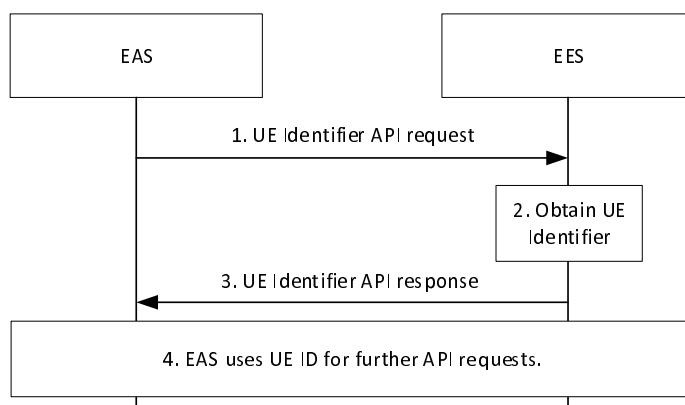 EAS
EES
1. UE Identifier API request
2. Obtain UE
Identifier
3. UE Identifier API response
4. EAS uses UE ID for further API requests.